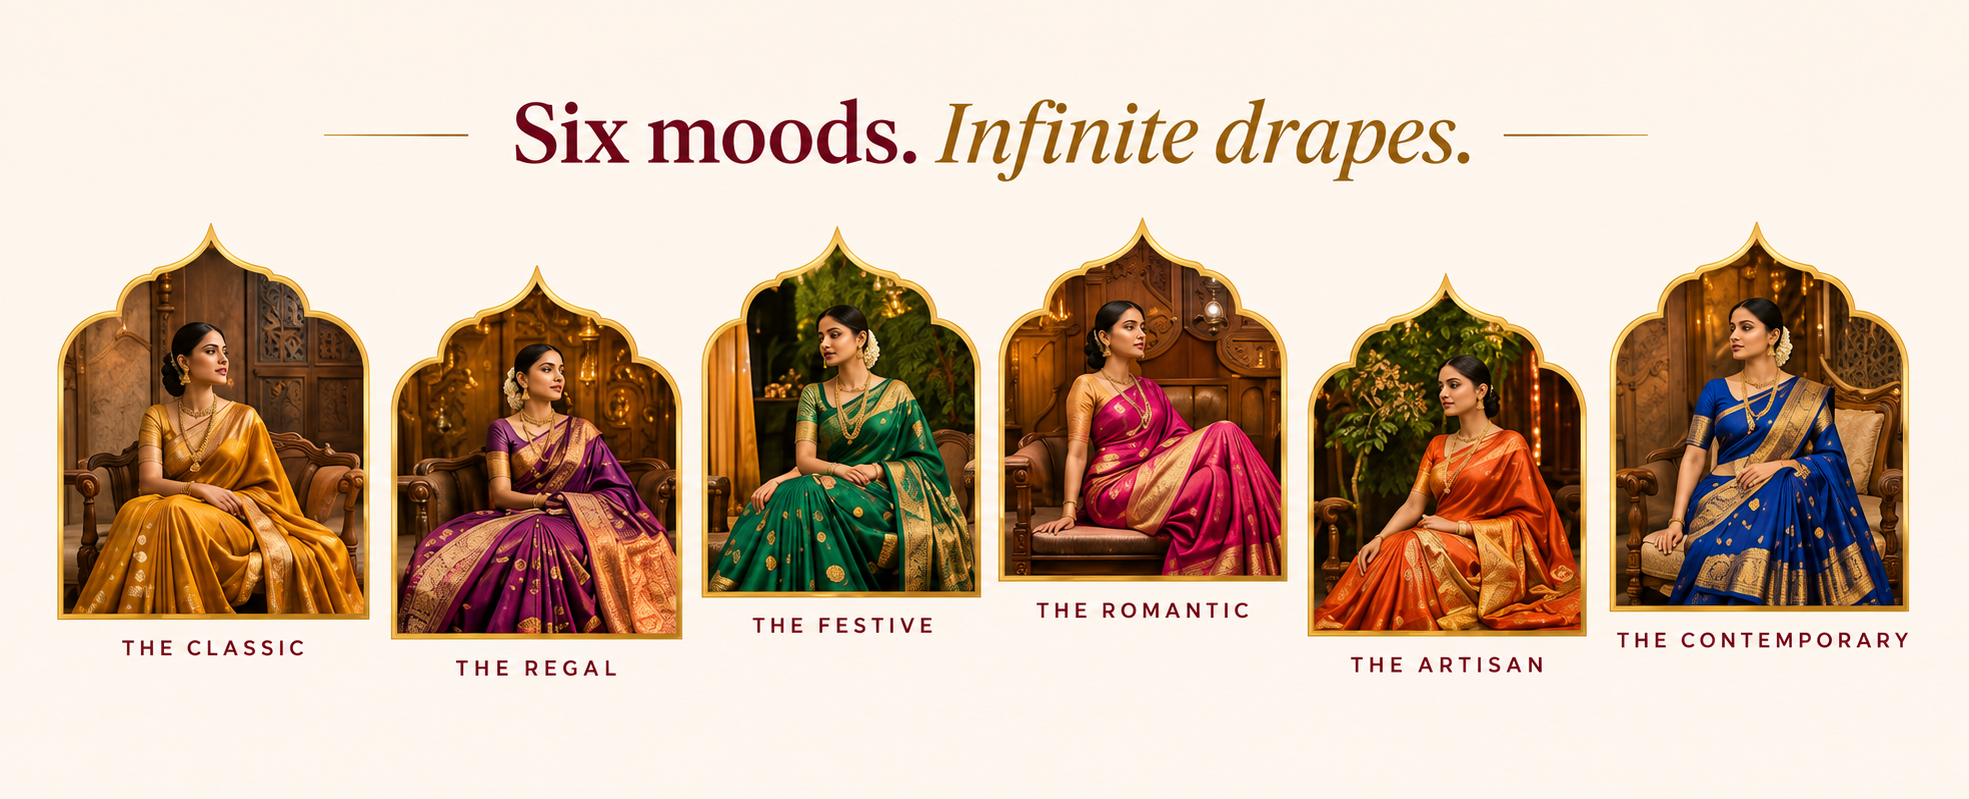 Six moods. Infinite drapes.
THE CLASSIC
THE REGAL
THE FESTIVE
THE ROMANTIC
THE ARTISAN
THE CONTEMPORARY